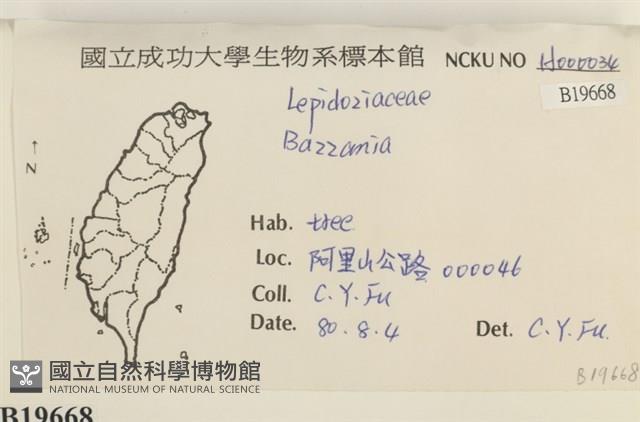 國立成功大學生物系標本館 NCKU NO H000034
B19668
Lepidoziaceae
Bazzania
N
Hab. tree
Loc. 阿里山公路 000046
Coll. C.Y.Fu
Date. 80.8.4 Det. C.Y.Fu.
B19668
國立自然科學博物館
NATIONAL MUSEUM OF NATURAL SCIENCE
B19668